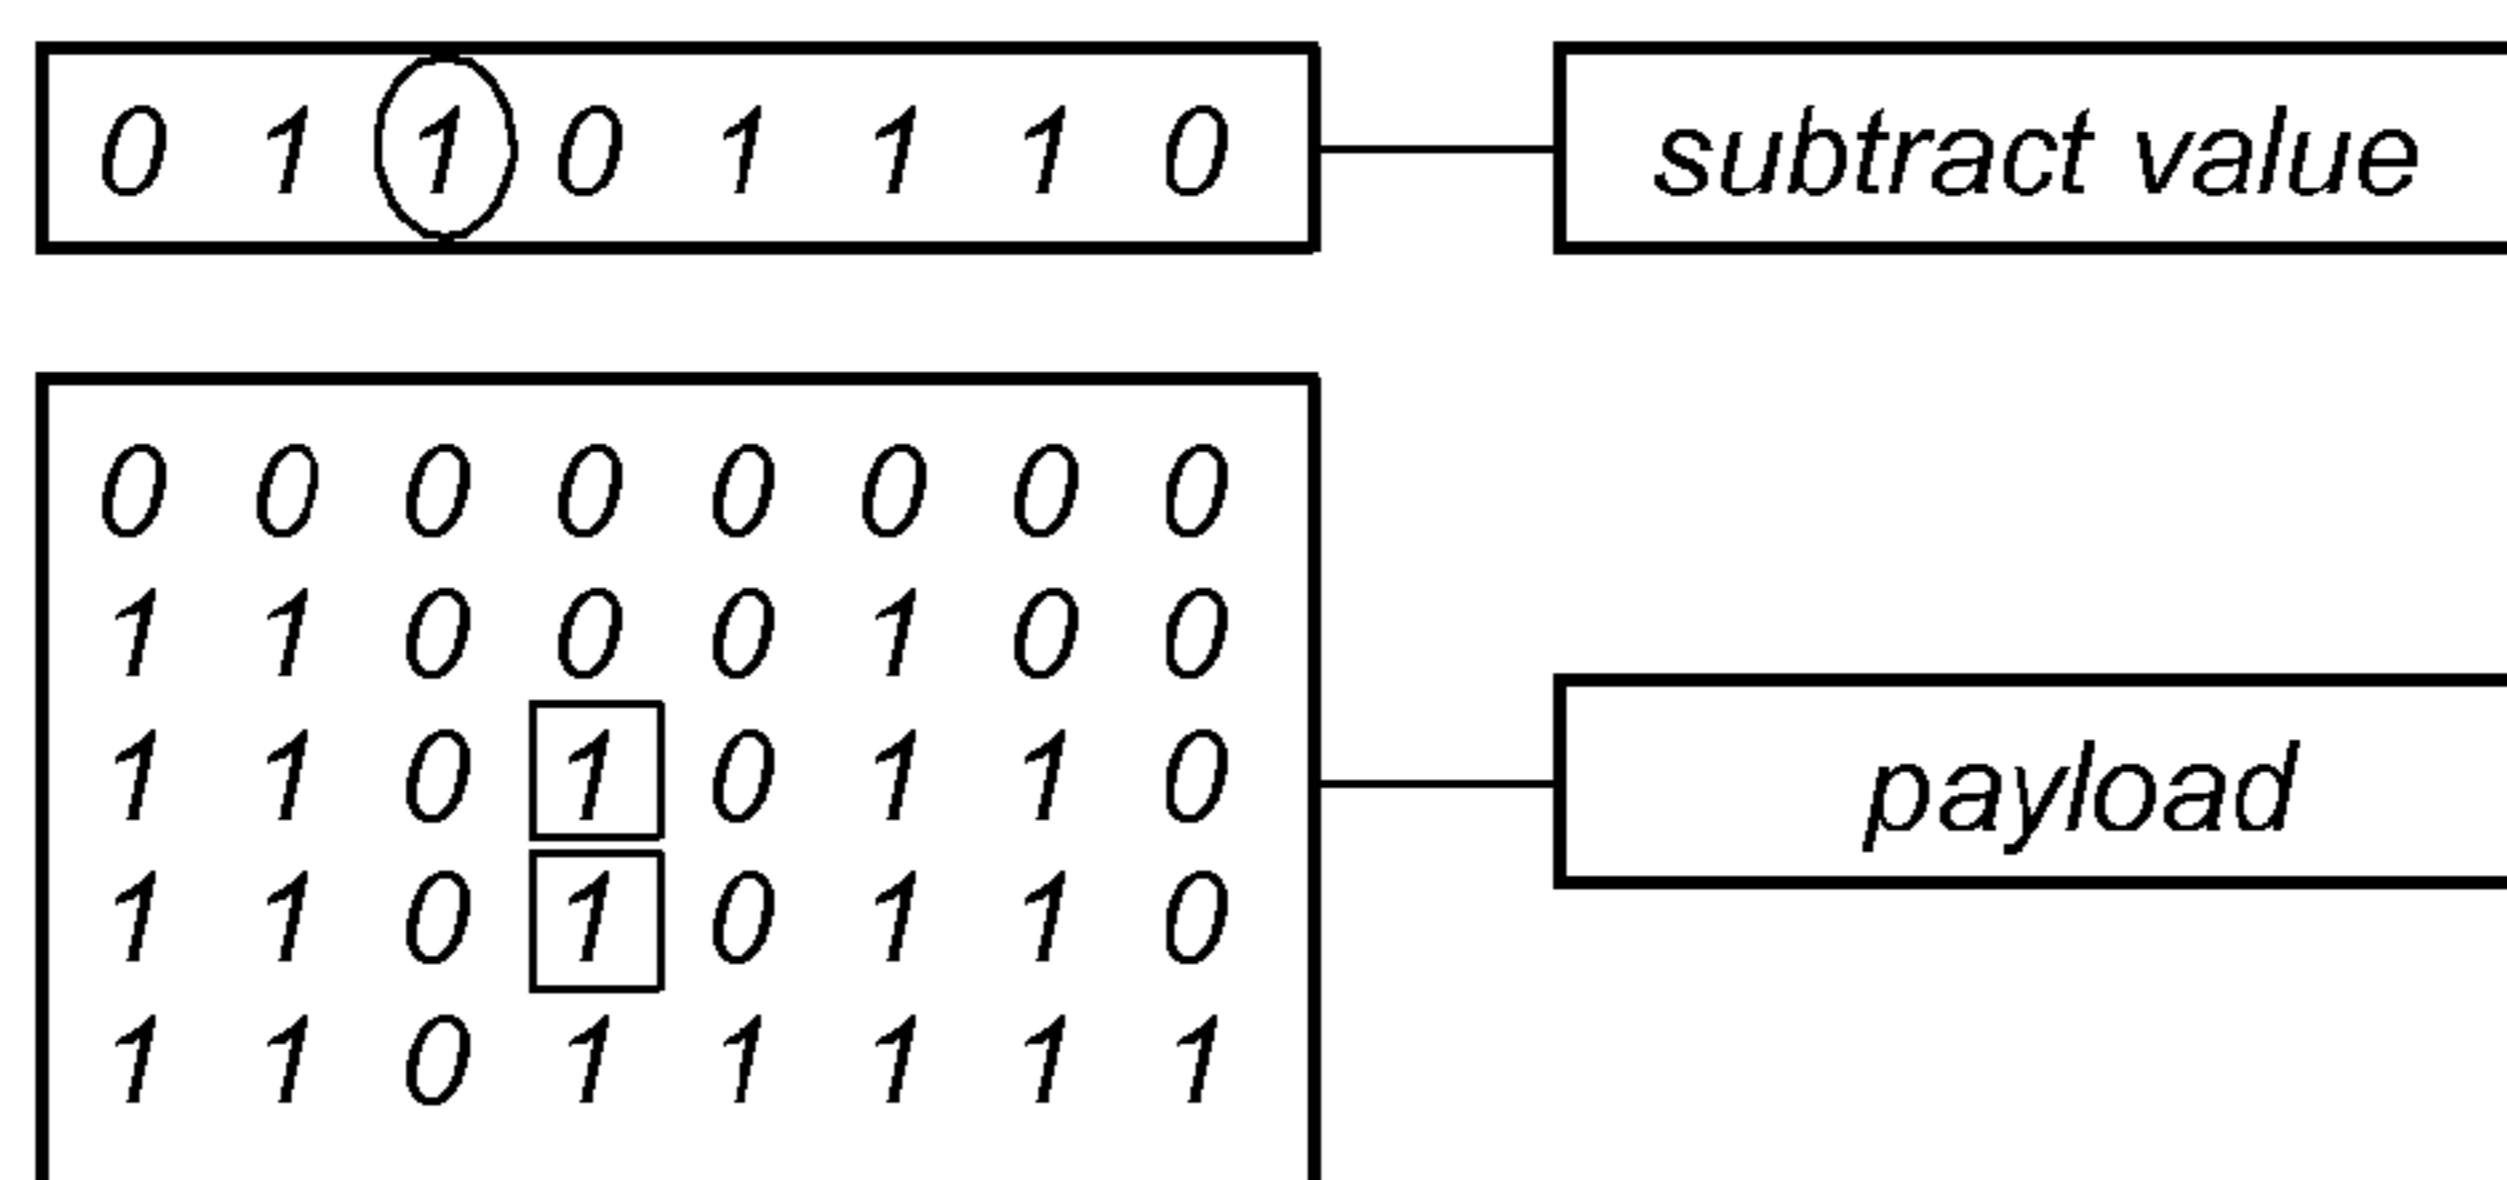 0 1 1 0 1 1 1 0 subtract value
0 0 0 0 0 0 0 0
1 1 0 0 0 1 0 0
1 1 0 1 0 1 1 0 payload
1 1 0 1 0 1 1 0
1 1 0 1 1 1 1 1